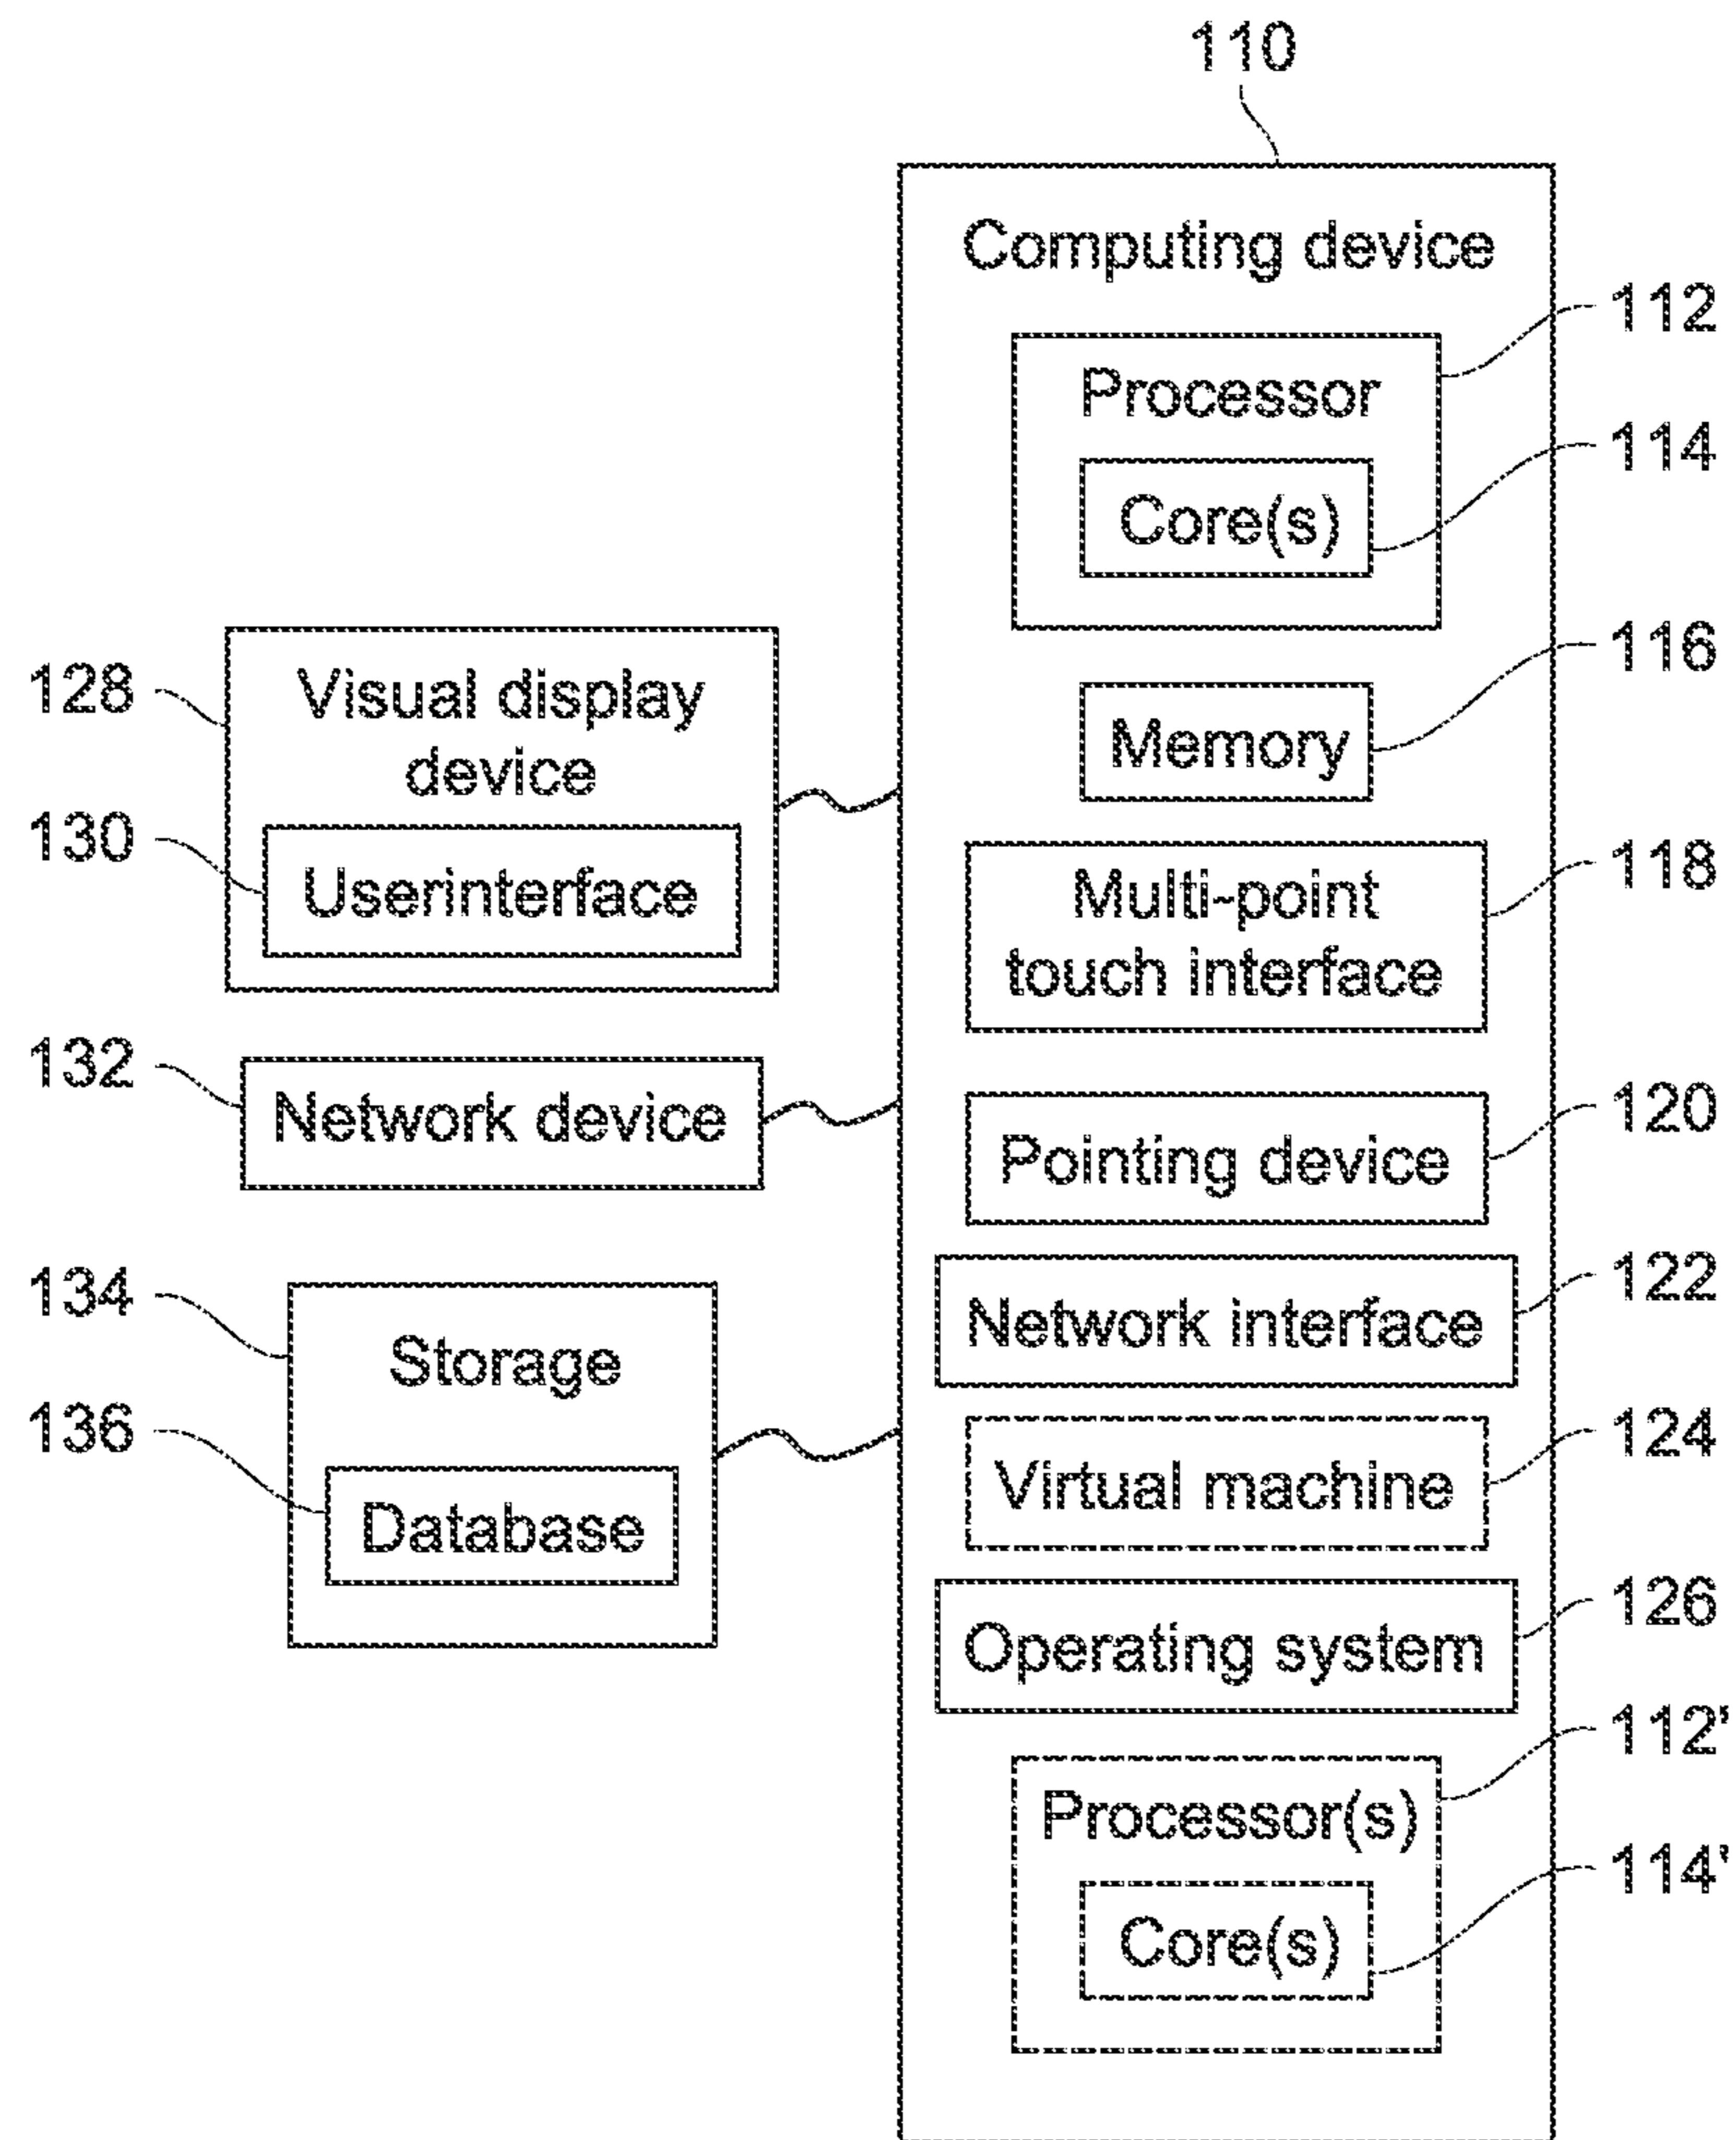 110
Computing device
112
Processor
114
Core(s)
116
Memory
118
Multi-point
touch interface
120
Pointing device
122
Network interface
124
Virtual machine
126
Operating system
112'
Processor(s)
114'
Core(s)
128
Visual display
device
130
Userinterface
132
Network device
134
Storage
136
Database